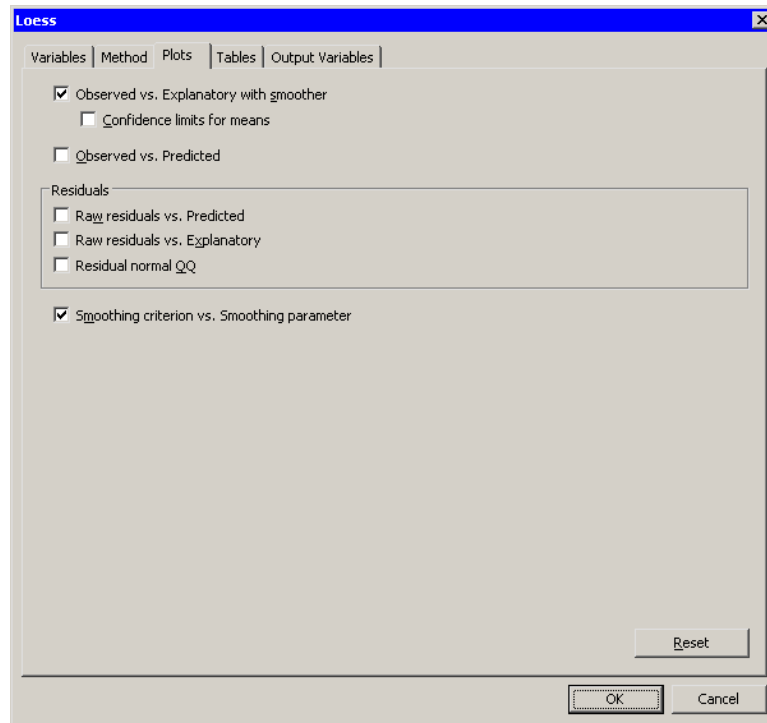 Loess
Variables Method Plots Tables Output Variables
Observed vs. Explanatory with smoother
Confidence limits for means
Observed vs. Predicted
Residuals
Raw residuals vs. Predicted
Raw residuals vs. Explanatory
Residual normal QQ
Smoothing criterion vs. Smoothing parameter
Reset
OK Cancel